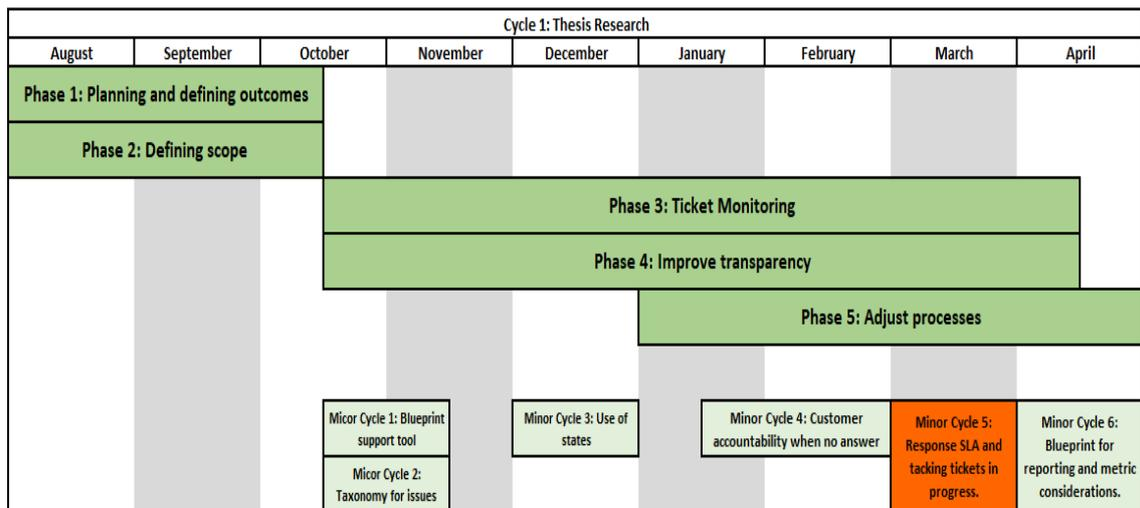 Cycle 1: Thesis Research
August September October November December January February March April
Phase 1: Planning and defining outcomes
Phase 2: Defining scope
Phase 3: Ticket Monitoring
Phase 4: Improve transparency
Phase 5: Adjust processes
Micor Cycle 1: Blueprint
support tool
Micor Cycle 2:
Taxonomy for issues
Minor Cycle 3: Use of
states
Minor Cycle 4: Customer
accountability when no answer
Minor Cycle 5:
Response SLA and
tacking tickets in
progress.
Minor Cycle 6:
Blueprint for
reporting and metric
considerations.